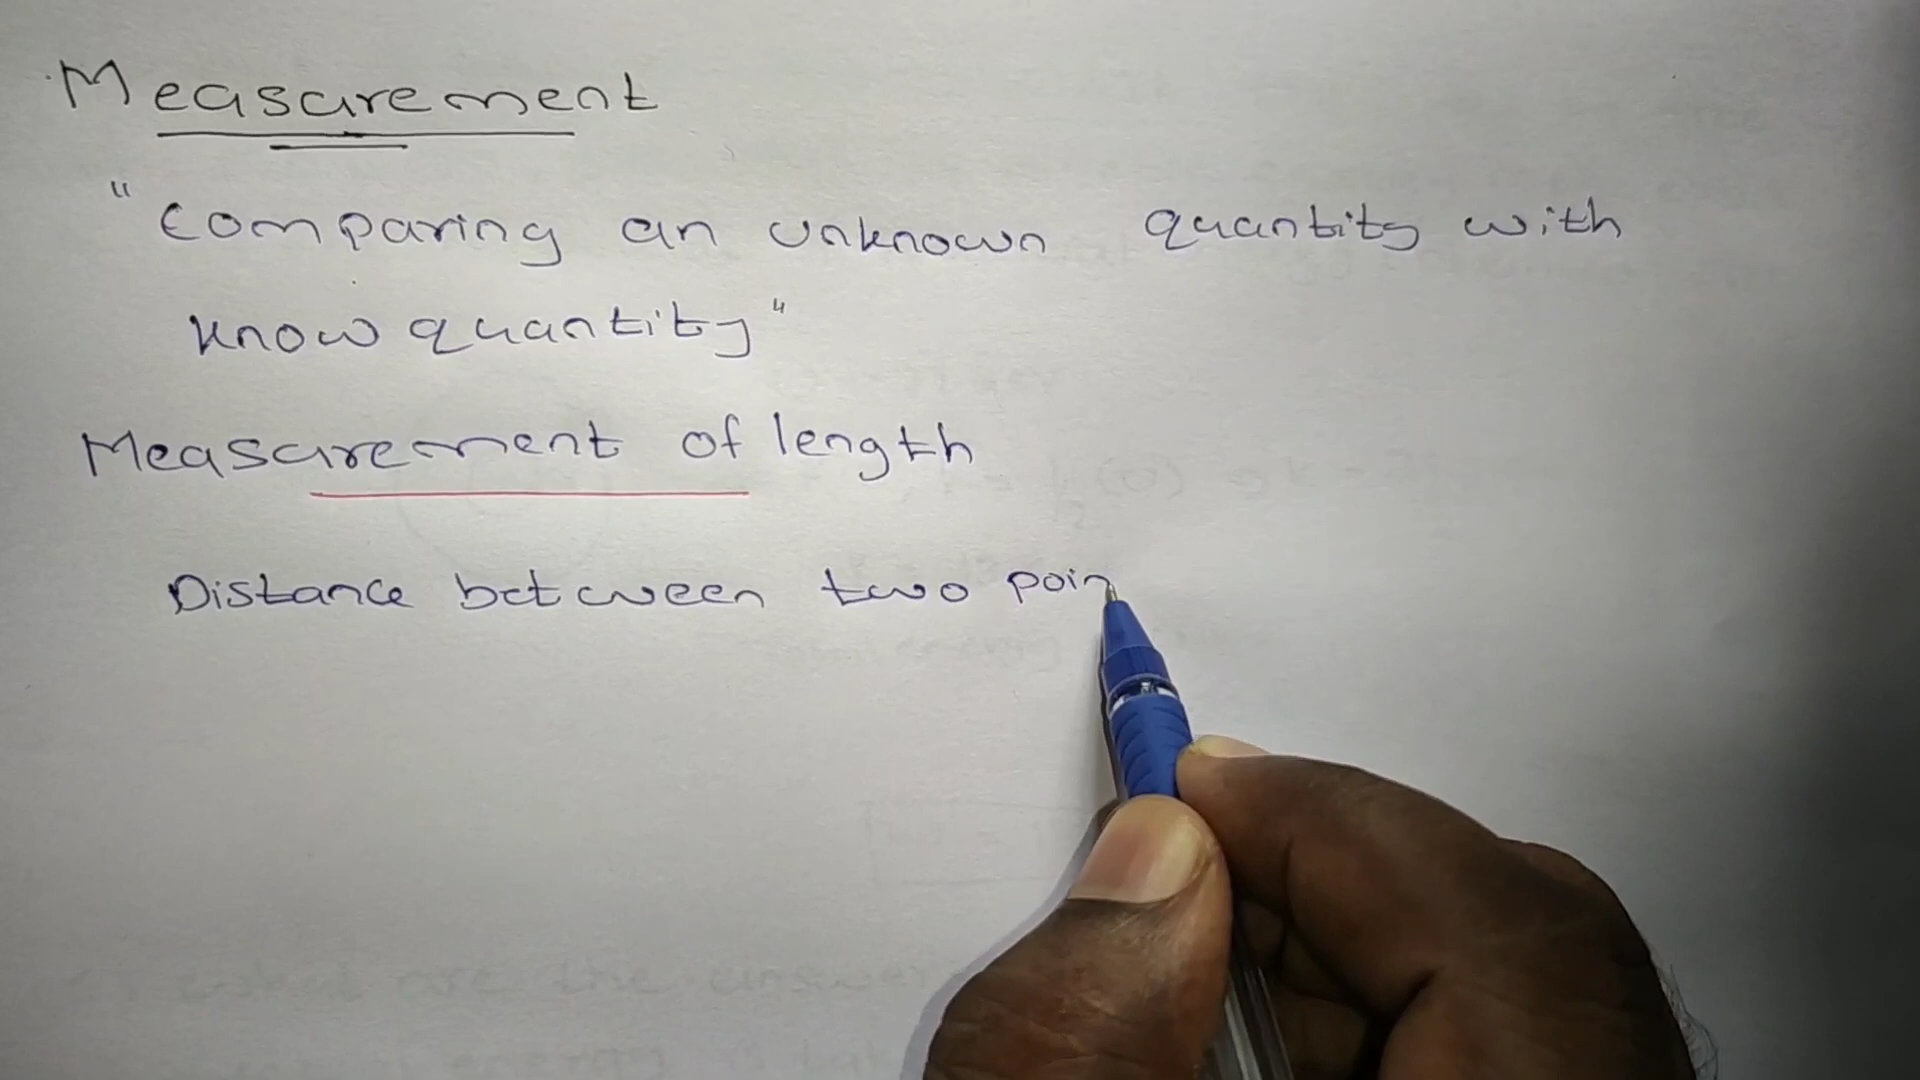 Measurement
"Comparing an unknown quantity with
know quantity"
Measurement of length
Distance between two poin